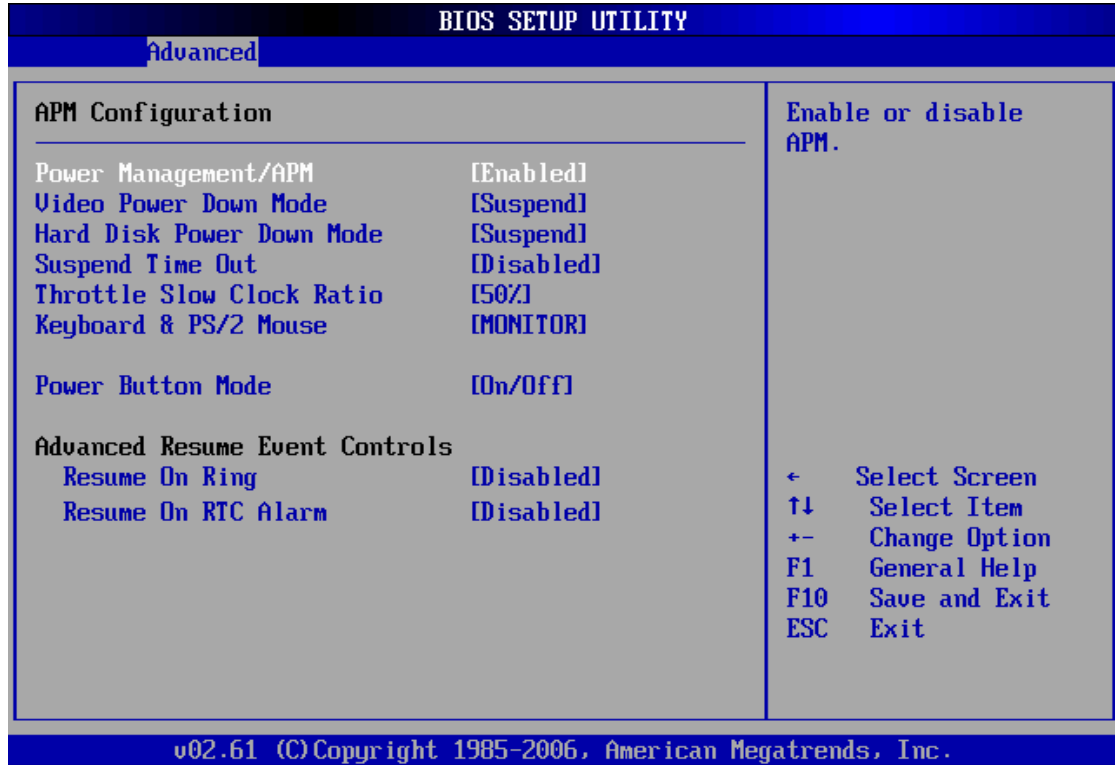 BIOS SETUP UTILITY
Advanced
APM Configuration
Power Management/APM [Enabled]
Video Power Down Mode [Suspend]
Hard Disk Power Down Mode [Suspend]
Suspend Time Out [Disabled]
Throttle Slow Clock Ratio [50%]
Keyboard & PS/2 Mouse [MONITOR]
Power Button Mode [On/Off]
Advanced Resume Event Controls
Resume On Ring [Disabled]
Resume On RTC Alarm [Disabled]
Enable or disable
APM.
← Select Screen
↑↓ Select Item
+- Change Option
F1 General Help
F10 Save and Exit
ESC Exit
v02.61 (C)Copyright 1985-2006, American Megatrends, Inc.